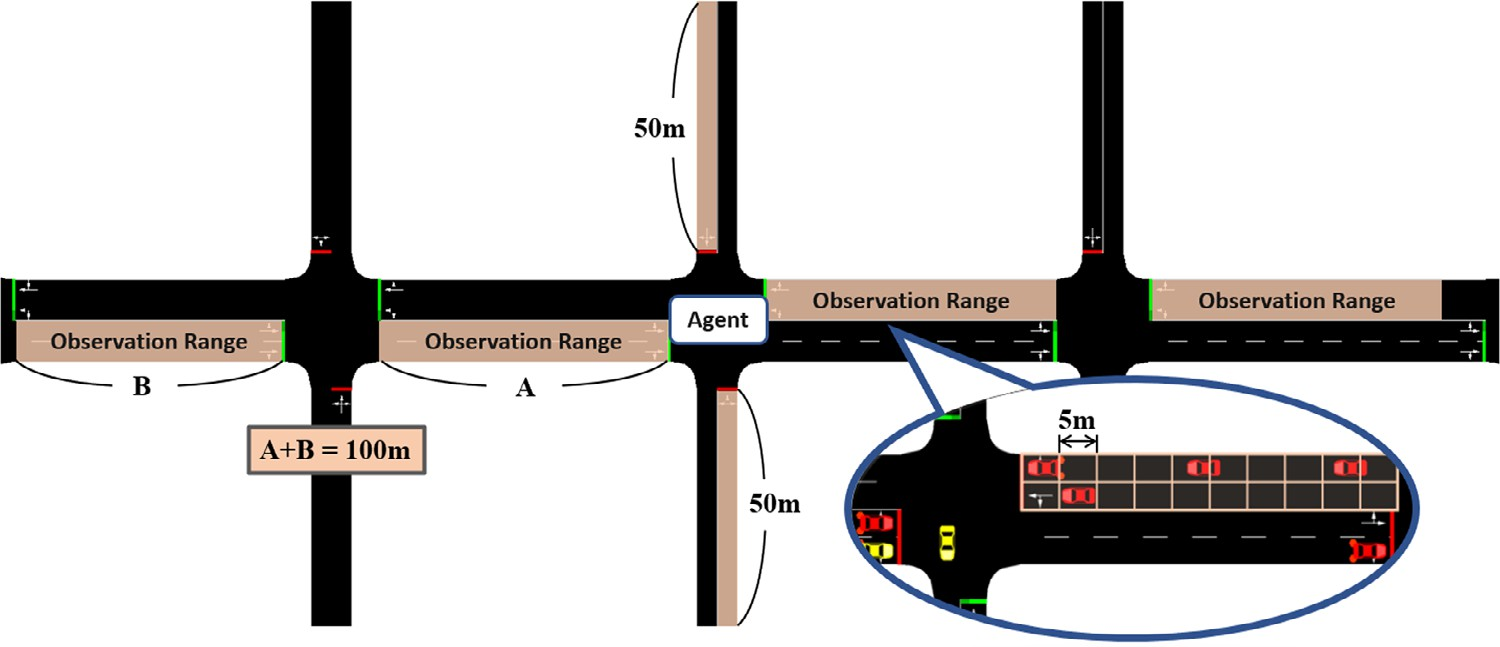 50m
Observation Range
Observation Range
Agent
Observation Range
Observation Range
B
A
A+B = 100m
5m
50m